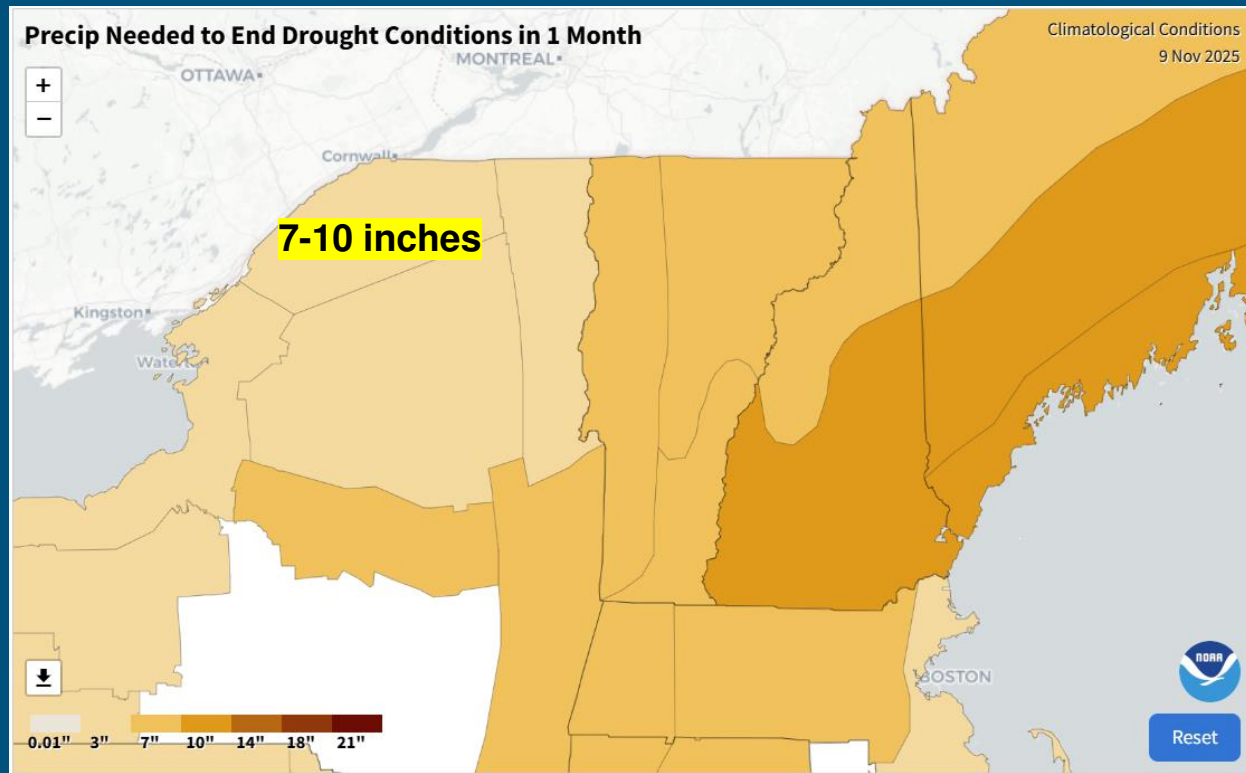 Precip Needed to End Drought Conditions in 1 Month
Climatological Conditions
9 Nov 2025
+
−
OTTAWA
MONTREAL
Cornwall
7-10 inches
Kingston
BOSTON
NOAA
0.01" 3" 7" 10" 14" 18" 21"
Reset